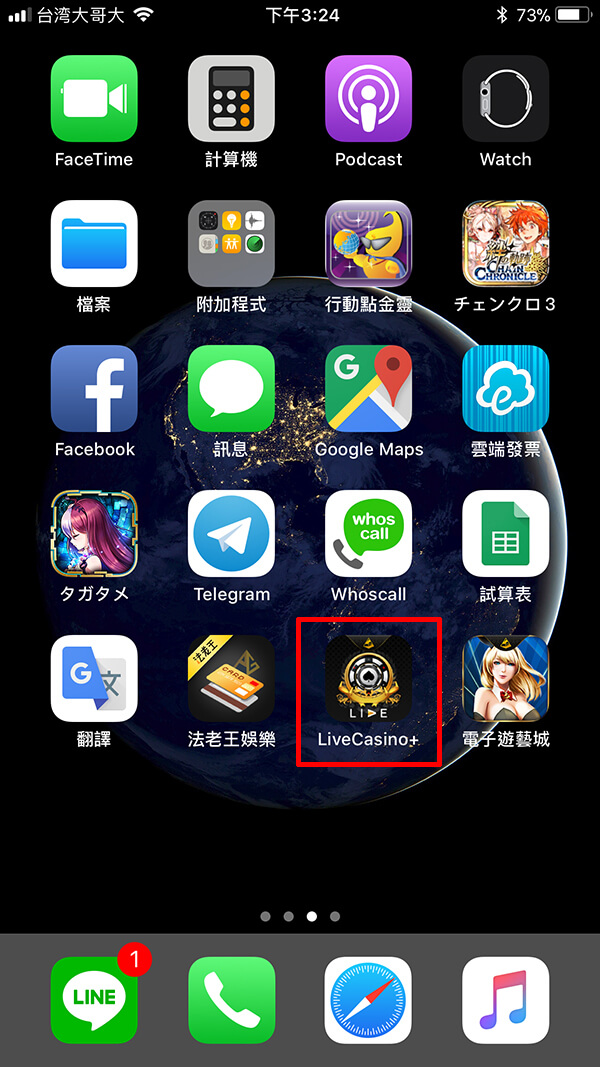 台湾大哥大
下午3:24
73%
FaceTime
計算機
Podcast
Watch
檔案
附加程式
行動點金靈
チェンクロ3
CHAIN
CHRONICLE
Facebook
訊息
G
Google Maps
雲端發票
whos
call
タガタメ
Telegram
Whoscall
試算表
G
文
法老王
CARD
LIVE
翻譯
法老王娛樂
LiveCasino+
電子遊藝城
1
LINE